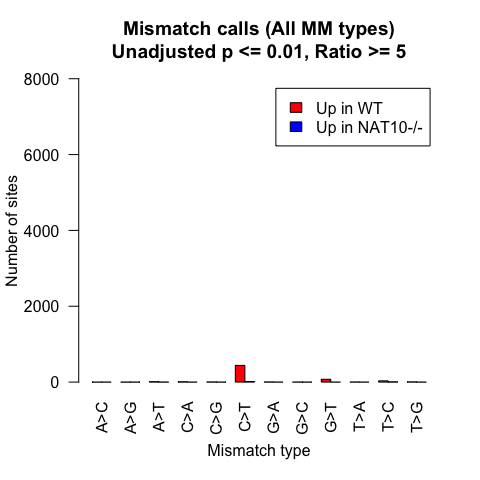 Mismatch calls (All MM types)
Unadjusted p <= 0.01, Ratio >= 5
Number of sites
8000
6000
4000
2000
0
Up in WT
Up in NAT10-/-
A>C
A>G
A>T
C>A
C>G
C>T
G>A
G>C
G>T
T>A
T>C
T>G
Mismatch type